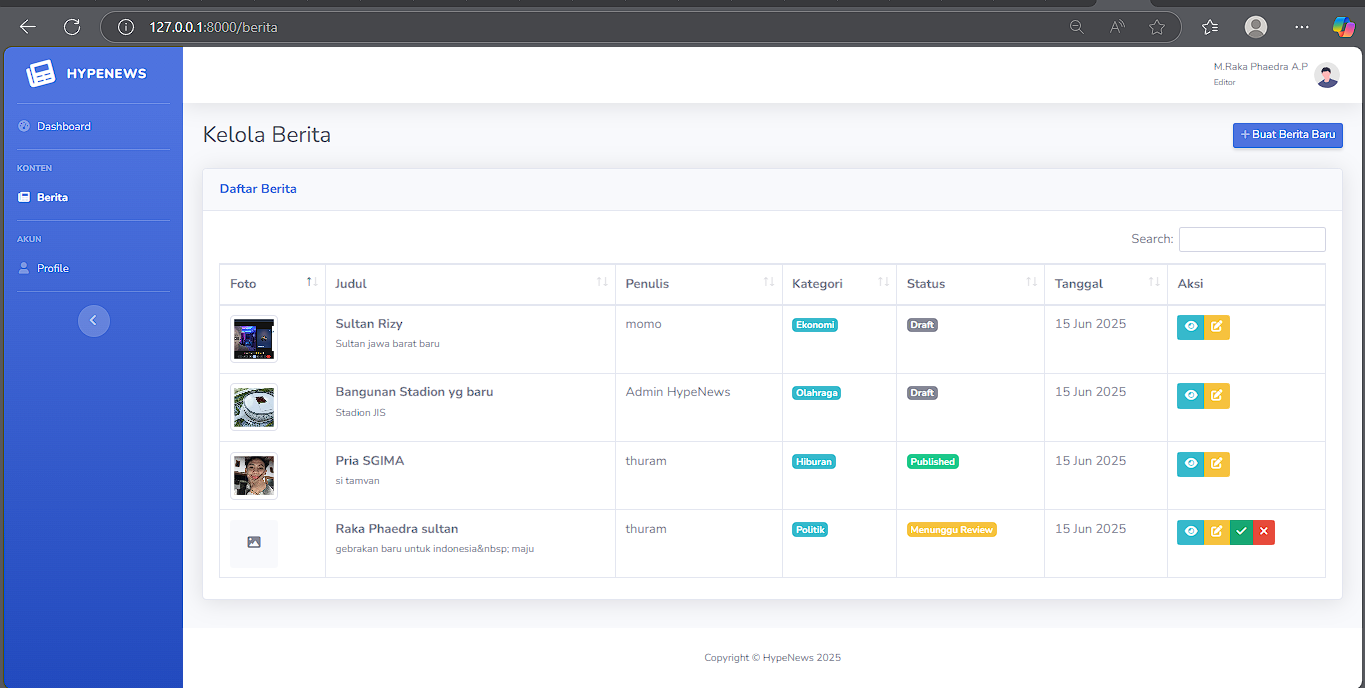 127.0.0.1:8000/berita
HYPENEWS
M.Raka Phaedra A.P
Editor
Dashboard
KONTEN
Berita
AKUN
Profile
Kelola Berita
+ Buat Berita Baru
Daftar Berita
Search:
Foto Judul Penulis Kategori Status Tanggal Aksi
Sultan Rizy momo Ekonomi Draft 15 Jun 2025
Sultan jawa barat baru
Bangunan Stadion yg baru Admin HypeNews Olahraga Draft 15 Jun 2025
Stadion JIS
Pria SGIMA thuram Hiburan Published 15 Jun 2025
si tamvan
Raka Phaedra sultan thuram Politik Menunggu Review 15 Jun 2025
gebrakan baru untuk indonesia&nbsp; maju
Copyright © HypeNews 2025